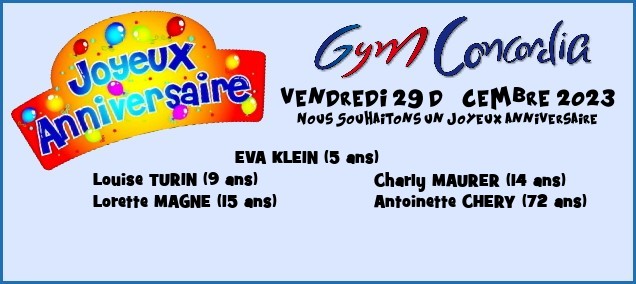 Joyeux
Anniversaire
Gym Concordia
VENDREDI 29 D CEMBRE 2023
NOUS SOUHAITONS UN JOYEUX ANNIVERSAIRE
EVA KLEIN (5 ans)
Louise TURIN (9 ans)
Charly MAURER (14 ans)
Lorette MAGNE (15 ans)
Antoinette CHERY (72 ans)